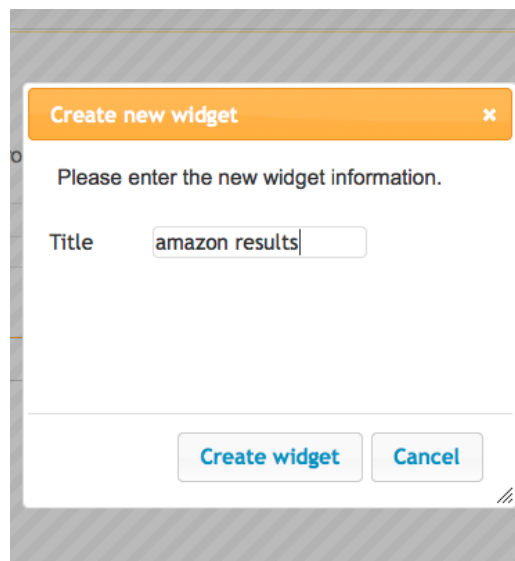 Create new widget
Please enter the new widget information.
Title amazon results
Create widget Cancel